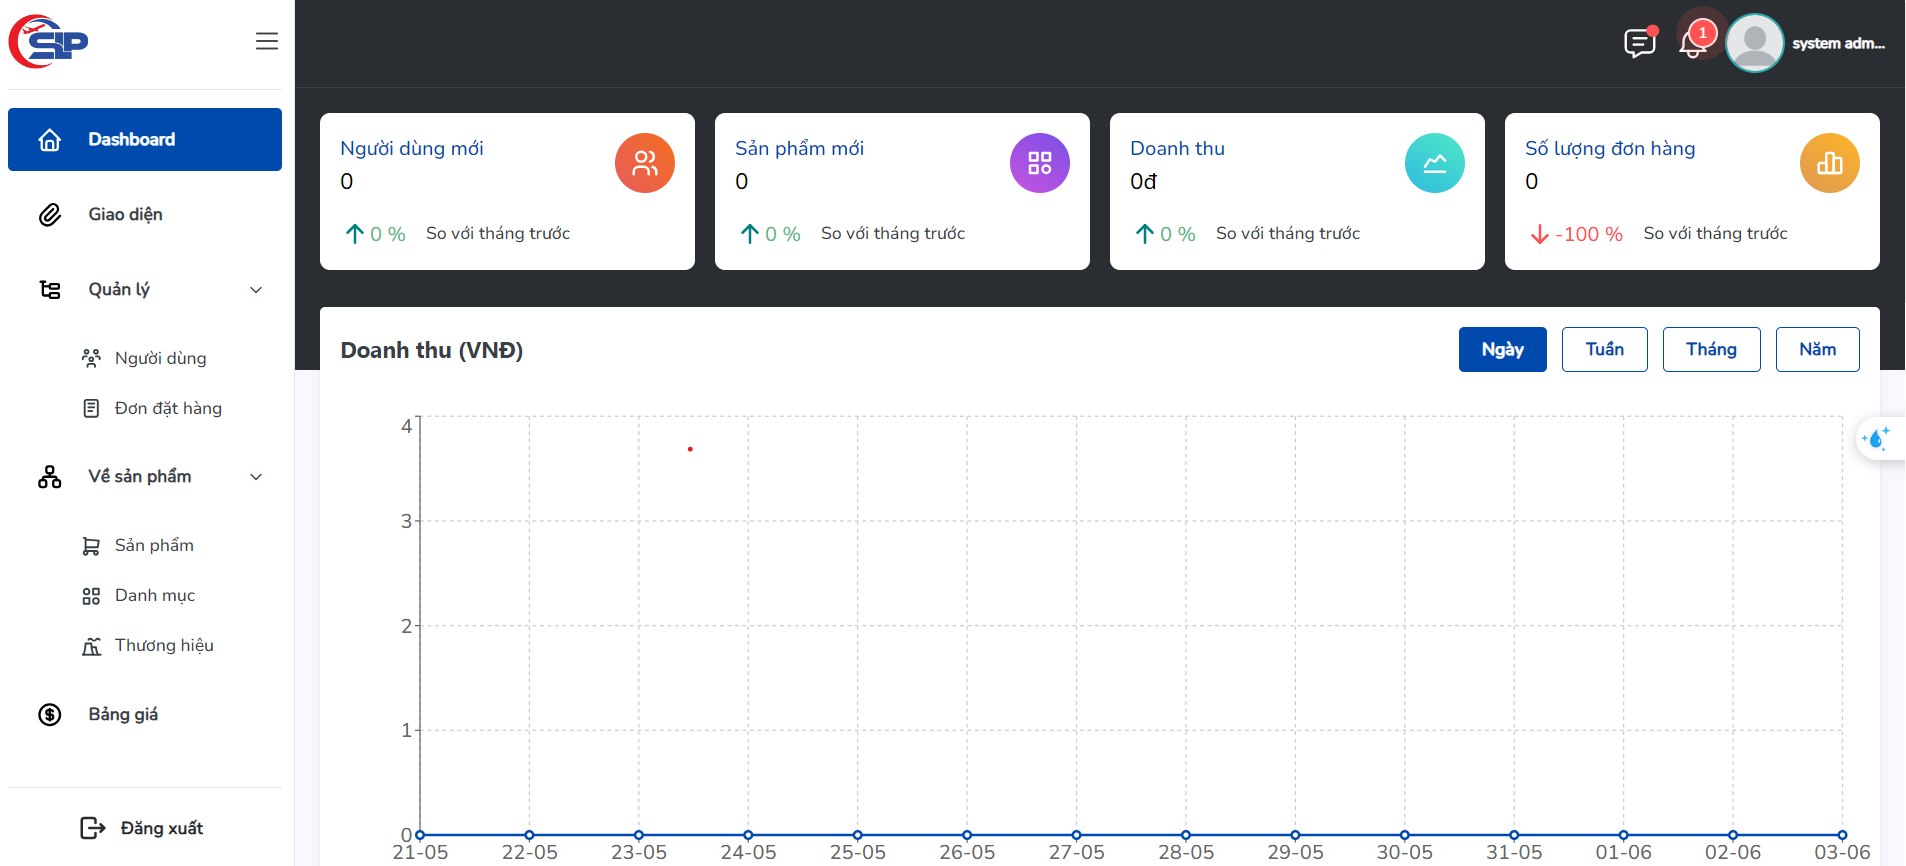 SLP
1
system adm...
Dashboard
Giao diện
Quản lý
Người dùng
Đơn đặt hàng
Về sản phẩm
Sản phẩm
Danh mục
Thương hiệu
Bảng giá
Đăng xuất
Người dùng mới
0
0 % So với tháng trước
Sản phẩm mới
0
0 % So với tháng trước
Doanh thu
0đ
0 % So với tháng trước
Số lượng đơn hàng
0
-100 % So với tháng trước
Doanh thu (VNĐ)
Ngày Tuần Tháng Năm
4
3
2
1
0
21-05 22-05 23-05 24-05 25-05 26-05 27-05 28-05 29-05 30-05 31-05 01-06 02-06 03-06